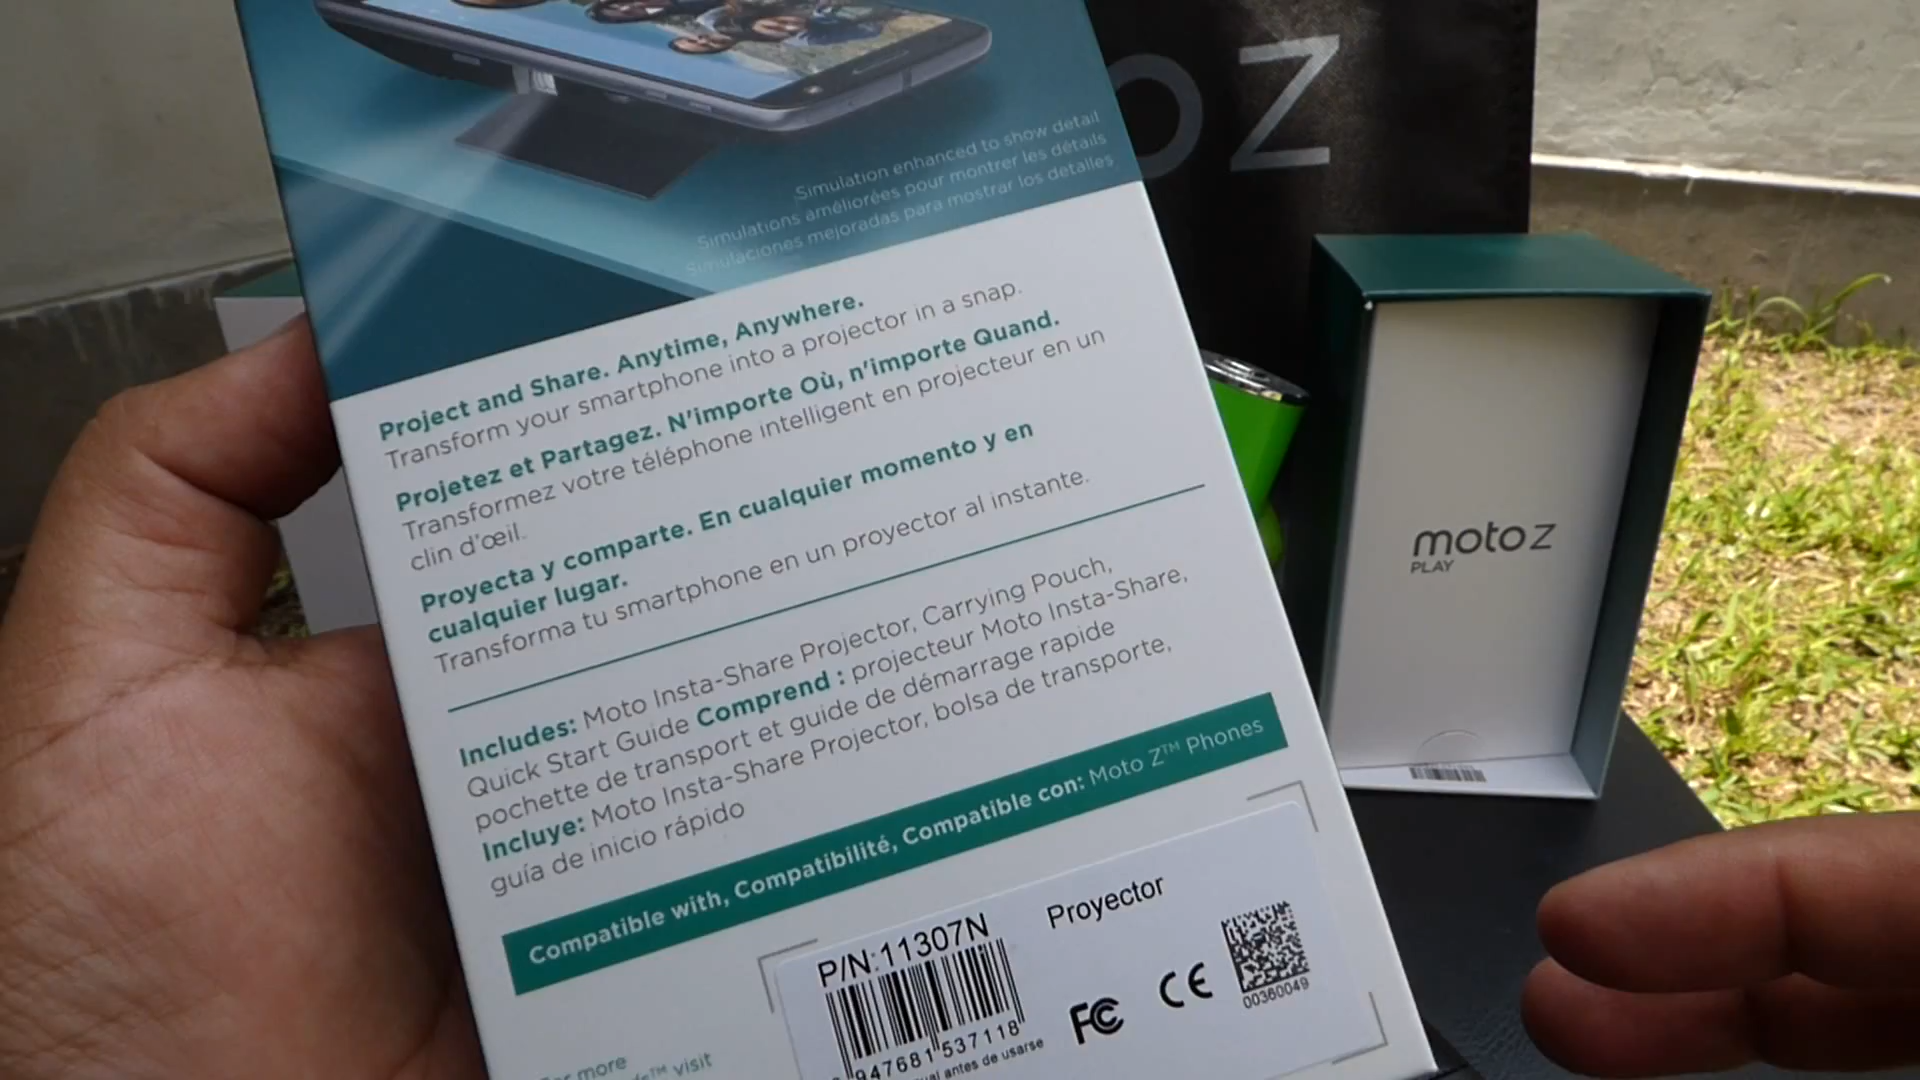 Simulation enhanced to show detail
Simulations améliorées pour montrer les détails
Simulaciones mejoradas para mostrar los detalles
Project and Share. Anytime, Anywhere.
Transform your smartphone into a projector in a snap.
Projetez et Partagez. N'importe Où, n'importe Quand.
Transformez votre téléphone intelligent en projecteur en un
clin d'œil.
Proyecta y comparte. En cualquier momento y en
cualquier lugar.
Transforma tu smartphone en un proyector al instante.
Includes: Moto Insta-Share Projector, Carrying Pouch,
Quick Start Guide Comprend : projecteur Moto Insta-Share,
pochette de transport et guide de démarrage rapide
Incluye: Moto Insta-Share Projector, bolsa de transporte,
guía de inicio rápido
Compatible with, Compatibilité, Compatible con: Moto Z™ Phones
P/N:11307N
Proyector
FC CE
00360049
947681 537118
antes de usarse
more
visit
OZ
moto z
PLAY